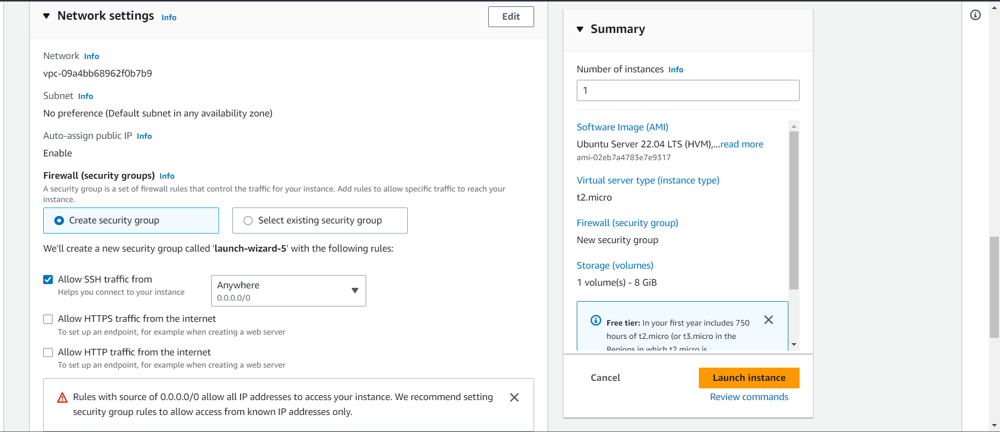 Network settings Info
Edit
Network Info
vpc-09a4bb68962f0b7b9
Subnet Info
No preference (Default subnet in any availability zone)
Auto-assign public IP Info
Enable
Firewall (security groups) Info
A security group is a set of firewall rules that control the traffic for your instance. Add rules to allow specific traffic to reach your
instance.
Create security group
Select existing security group
We'll create a new security group called 'launch-wizard-5' with the following rules:
Allow SSH traffic from
Helps you connect to your instance
Anywhere
0.0.0.0/0
Allow HTTPS traffic from the internet
To set up an endpoint, for example when creating a web server
Allow HTTP traffic from the internet
To set up an endpoint, for example when creating a web server
Rules with source of 0.0.0.0/0 allow all IP addresses to access your instance. We recommend setting
security group rules to allow access from known IP addresses only.
Summary
Number of instances Info
1
Software Image (AMI)
Ubuntu Server 22.04 LTS (HVM),...read more
ami-02eb7a4783e7e9317
Virtual server type (instance type)
t2.micro
Firewall (security group)
New security group
Storage (volumes)
1 volume(s) - 8 GiB
Free tier: In your first year includes 750
hours of t2.micro (or t3.micro in the
Regions in which t2.micro is
Cancel
Launch instance
Review commands